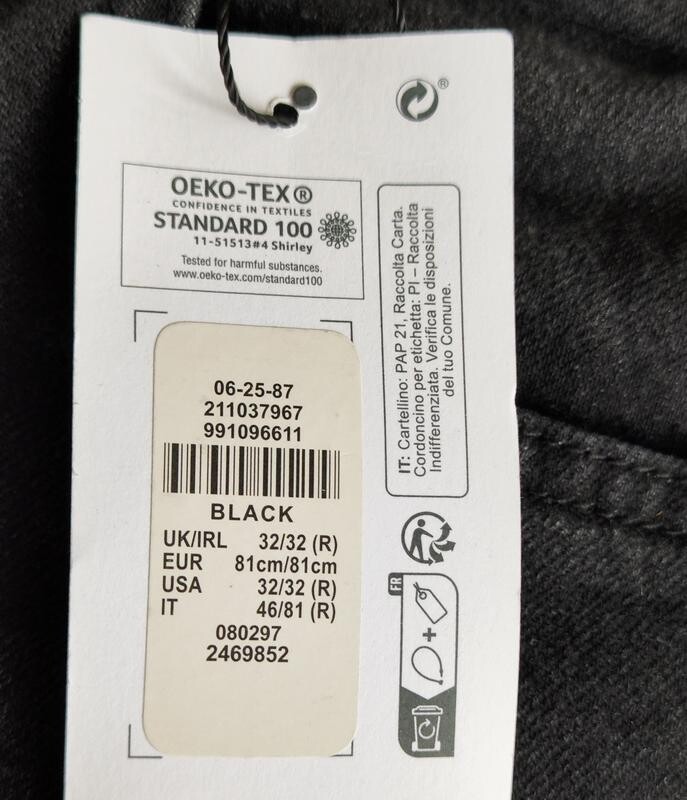 OEKO-TEX®
CONFIDENCE IN TEXTILES
STANDARD 100
11-51513#4 Shirley
Tested for harmful substances.
www.oeko-tex.com/standard100
06-25-87
211037967
991096611
BLACK
UK/IRL 32/32 (R)
EUR 81cm/81cm
USA 32/32 (R)
IT 46/81 (R)
080297
2469852
®
IT: Cartellino: PAP 21, Raccolta Carta.
Cordoncino per etichetta: PI – Raccolta
Indifferenziata. Verifica le disposizioni
del tuo Comune.
FR
+